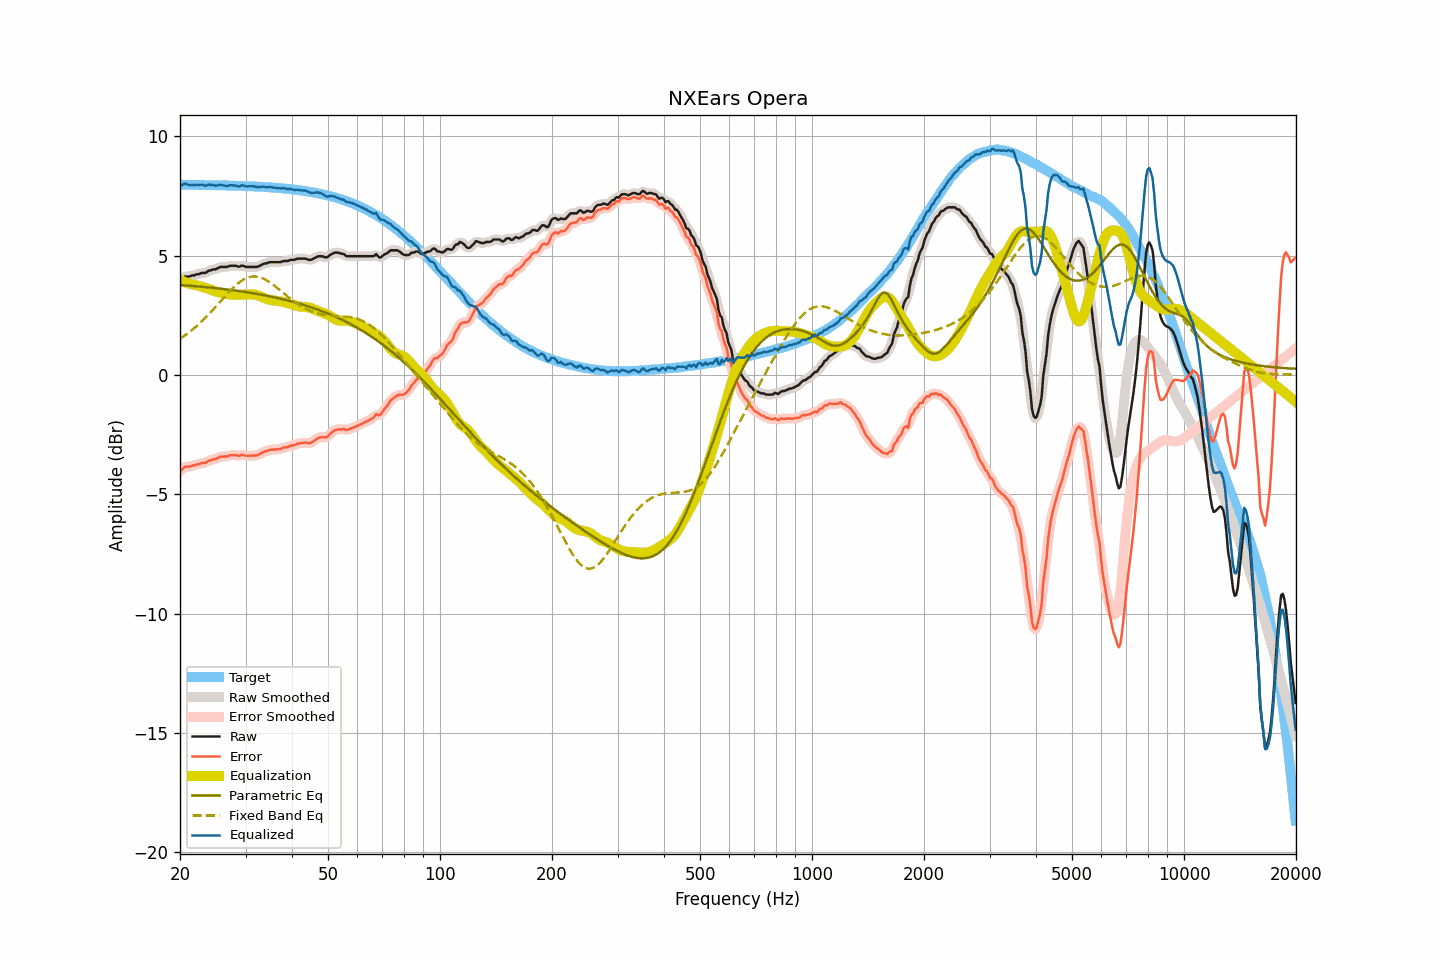 NXEars Opera
10
5
0
−5
−10
−15
−20
Amplitude (dBr)
Target
Raw Smoothed
Error Smoothed
Raw
Error
Equalization
Parametric Eq
Fixed Band Eq
Equalized
20 50 100 200 500 1000 2000 5000 10000 20000
Frequency (Hz)